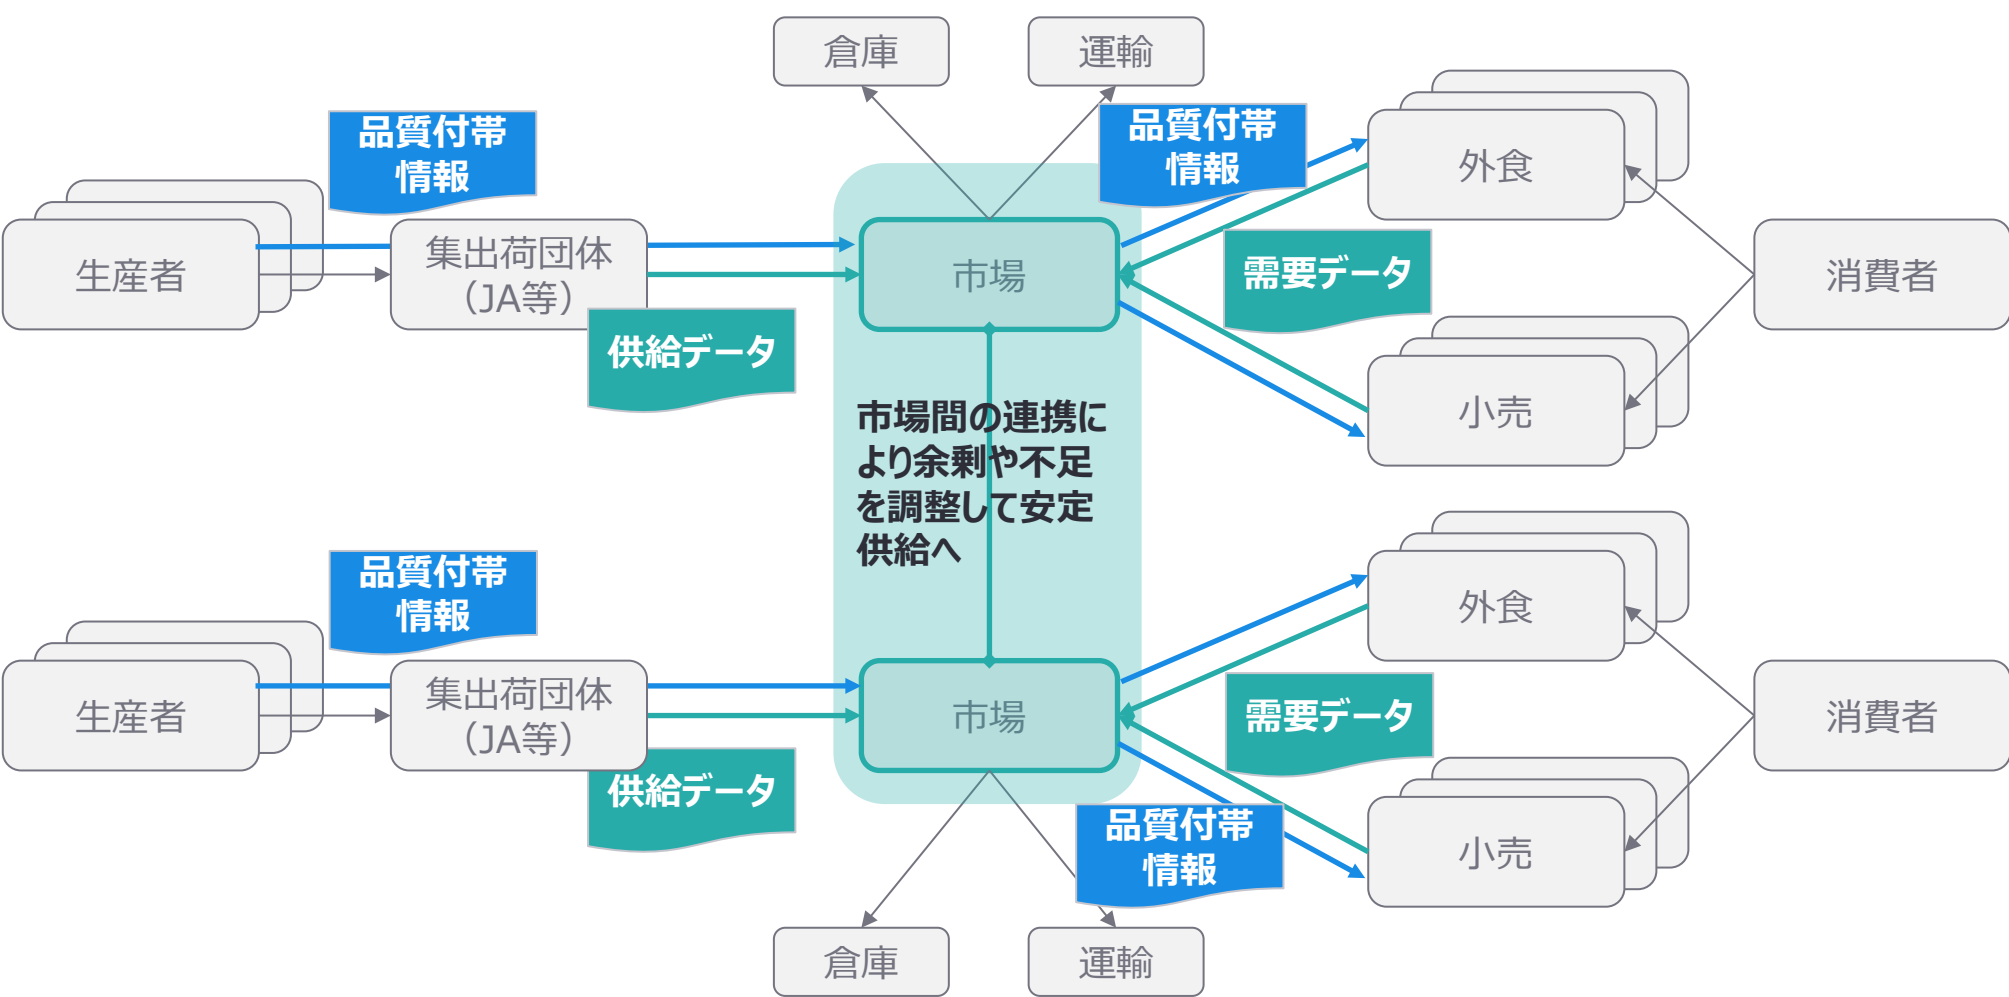 倉庫
運輸
品質付帯
情報
品質付帯
情報
外食
生産者
集出荷団体
（JA等）
市場
需要データ
消費者
供給データ
小売
市場間の連携に
より余剰や不足
を調整して安定
供給へ
品質付帯
情報
外食
生産者
集出荷団体
（JA等）
市場
需要データ
消費者
供給データ
品質付帯
情報
小売
倉庫
運輸